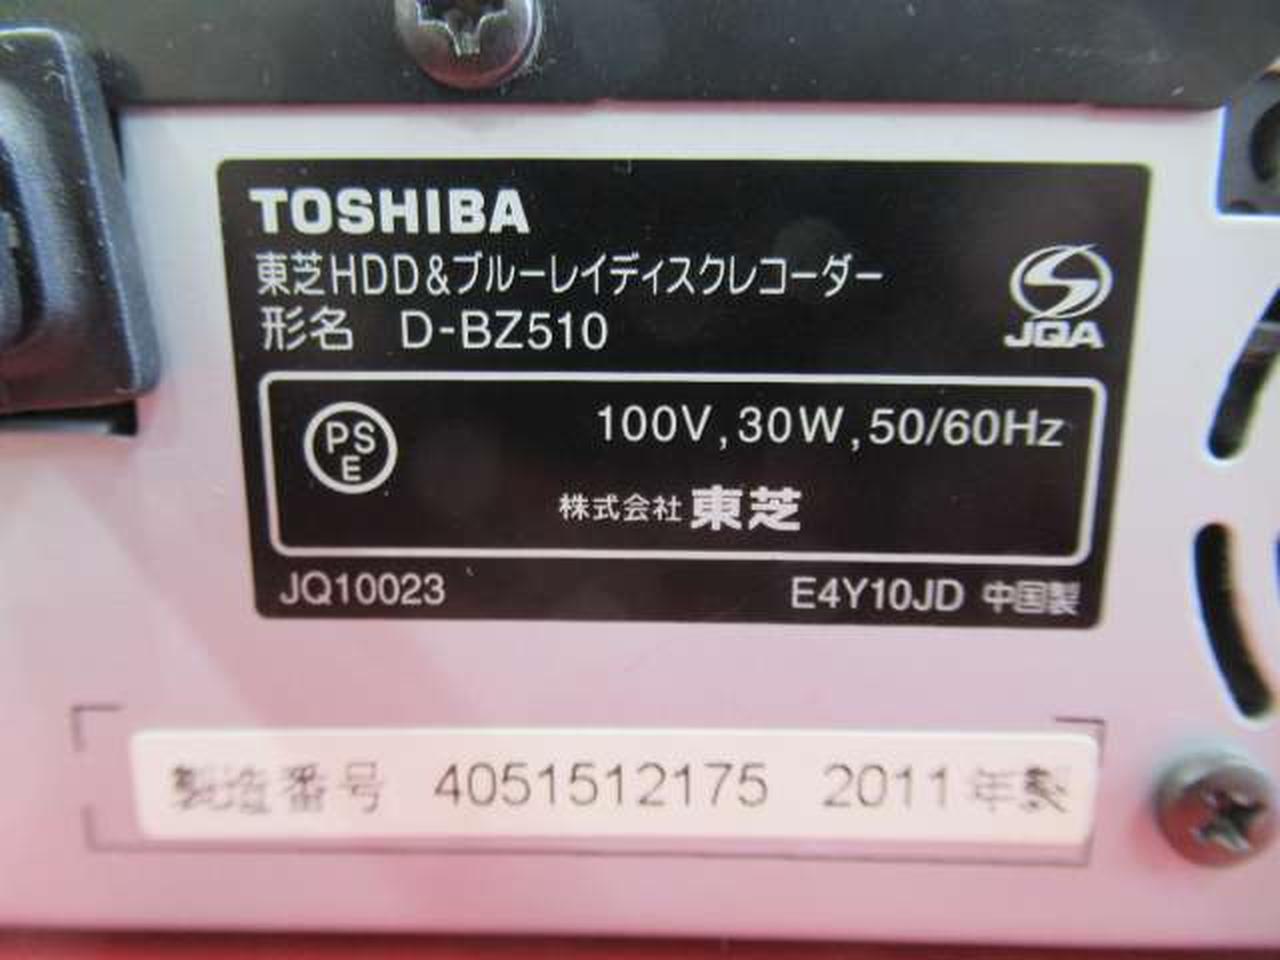 TOSHIBA
東芝HDD&ブルーレイディスクレコーダー
形名 D-BZ510
JQA
PS
E
100V,30W,50/60Hz
株式会社 東芝
JQ10023
E4Y10JD 中国製
製造番号 4051512175 2011年製